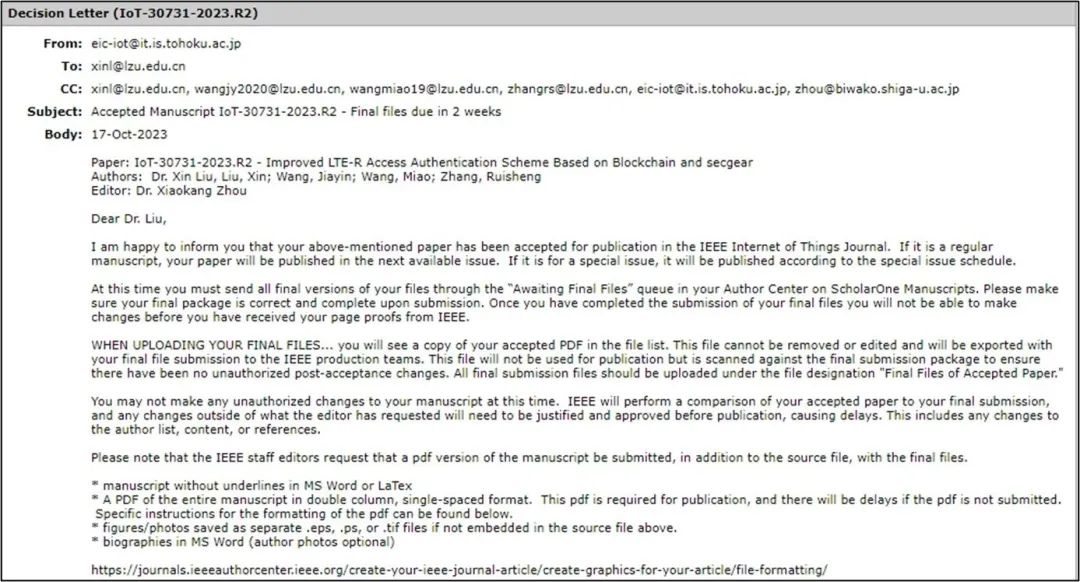 Decision Letter (IoT-30731-2023.R2)
From: eic-iot@it.is.tohoku.ac.jp
To: xinl@lzu.edu.cn
CC: xinl@lzu.edu.cn, wangjy2020@lzu.edu.cn, wangmiao19@lzu.edu.cn, zhangrs@lzu.edu.cn, eic-iot@it.is.tohoku.ac.jp, zhou@biwako.shiga-u.ac.jp
Subject: Accepted Manuscript IoT-30731-2023.R2 - Final files due in 2 weeks
Body: 17-Oct-2023
Paper: IoT-30731-2023.R2 - Improved LTE-R Access Authentication Scheme Based on Blockchain and secgear
Authors: Dr. Xin Liu, Liu, Xin; Wang, Jiayin; Wang, Miao; Zhang, Ruisheng
Editor: Dr. Xiaokang Zhou
Dear Dr. Liu,
I am happy to inform you that your above-mentioned paper has been accepted for publication in the IEEE Internet of Things Journal. If it is a regular
manuscript, your paper will be published in the next available issue. If it is for a special issue, it will be published according to the special issue schedule.
At this time you must send all final versions of your files through the “Awaiting Final Files” queue in your Author Center on ScholarOne Manuscripts. Please make
sure your final package is correct and complete upon submission. Once you have completed the submission of your final files you will not be able to make
changes before you have received your page proofs from IEEE.
WHEN UPLOADING YOUR FINAL FILES... you will see a copy of your accepted PDF in the file list. This file cannot be removed or edited and will be exported with
your final file submission to the IEEE production teams. This file will not be used for publication but is scanned against the final submission package to ensure
there have been no unauthorized post-acceptance changes. All final submission files should be uploaded under the file designation "Final Files of Accepted Paper."
You may not make any unauthorized changes to your manuscript at this time. IEEE will perform a comparison of your accepted paper to your final submission,
and any changes outside of what the editor has requested will need to be justified and approved before publication, causing delays. This includes any changes to
the author list, content, or references.
Please note that the IEEE staff editors request that a pdf version of the manuscript be submitted, in addition to the source file, with the final files.
* manuscript without underlines in MS Word or LaTex
* A PDF of the entire manuscript in double column, single-spaced format. This pdf is required for publication, and there will be delays if the pdf is not submitted.
Specific instructions for the formatting of the pdf can be found below.
* figures/photos saved as separate .eps, .ps, or .tif files if not embedded in the source file above.
* biographies in MS Word (author photos optional)
https://journals.ieeeauthorcenter.ieee.org/create-your-ieee-journal-article/create-graphics-for-your-article/file-formatting/